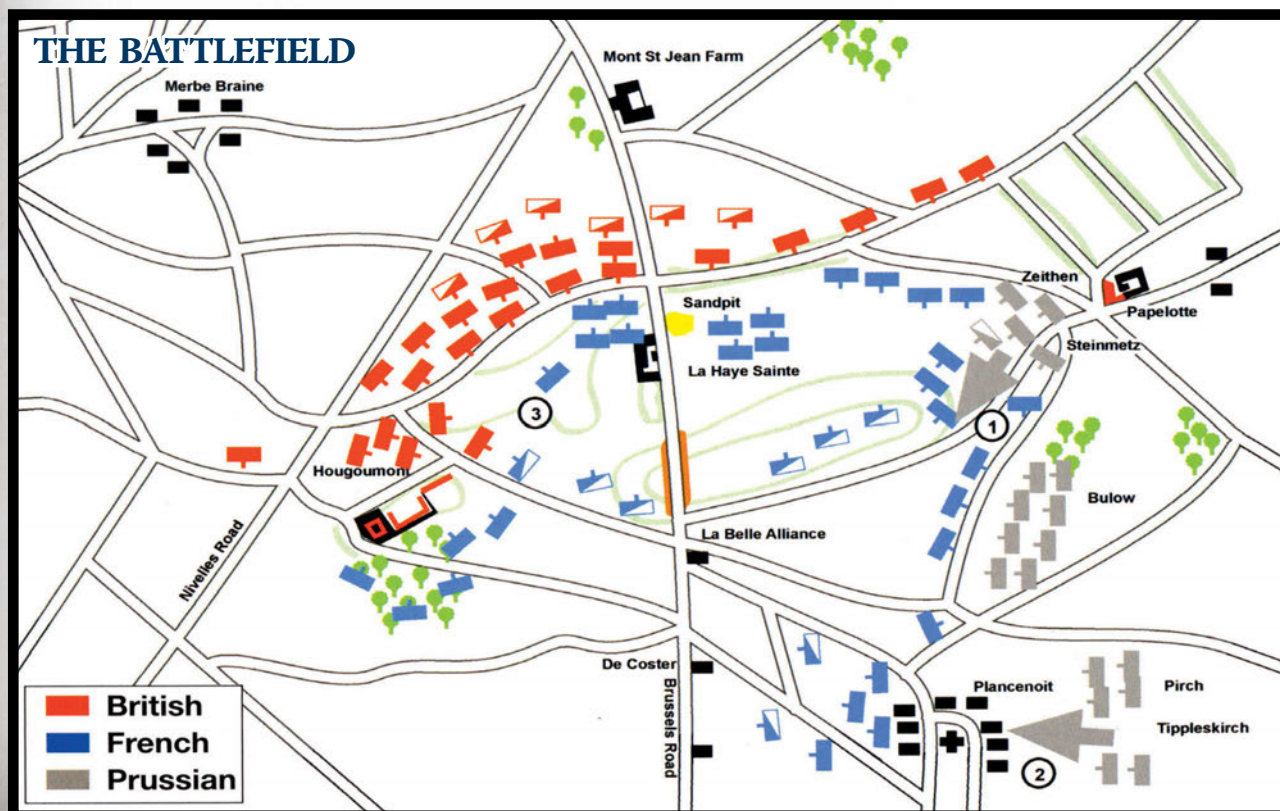 THE BATTLEFIELD
Mont St Jean Farm
Merbe Braine
Zeithen
Sandpit
Papelotte
Steinmetz
La Haye Sainte
3
1
Hougoumont
Bulow
La Belle Alliance
Nivelles Road
De Coster
Plancenoit
Pirch
Brussels Road
Tippleskirch
2
British
French
Prussian